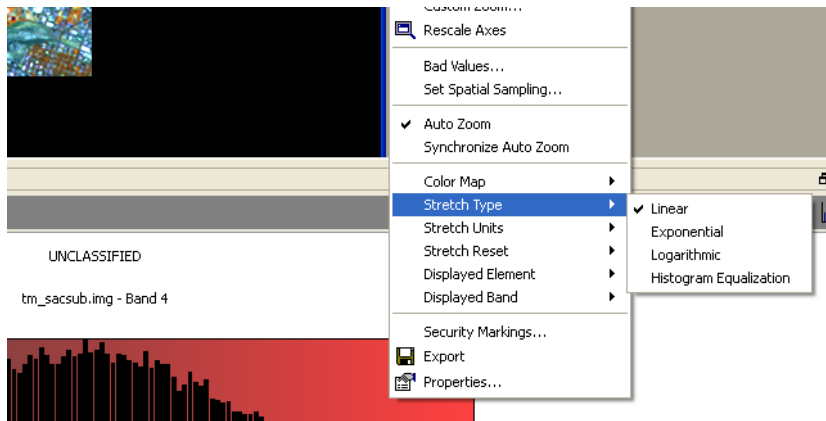 Custom Zoom...
Rescale Axes
Bad Values...
Set Spatial Sampling...
Auto Zoom
Synchronize Auto Zoom
Color Map
Stretch Type
Linear
Stretch Units
Exponential
Stretch Reset
Logarithmic
Displayed Element
Histogram Equalization
Displayed Band
UNCLASSIFIED
tm_sacsub.img - Band 4
Security Markings...
Export
Properties...